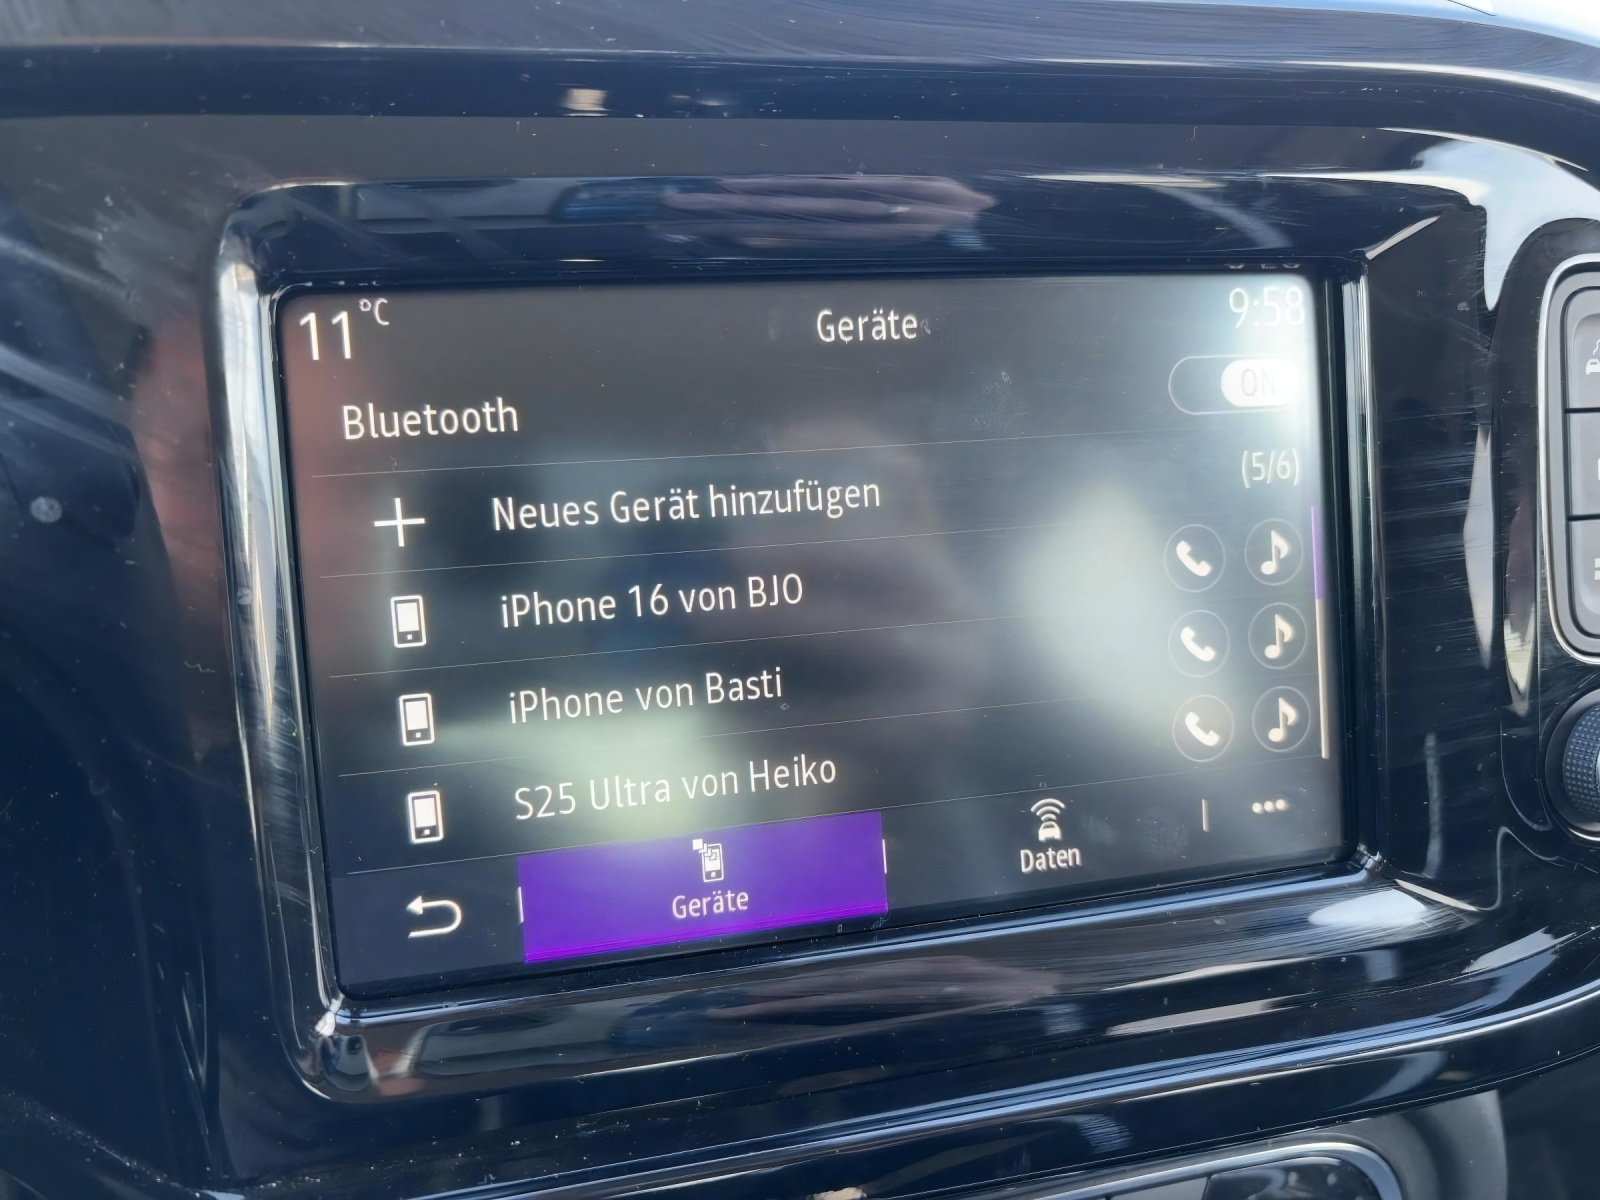 11°C
Geräte
9:58
Bluetooth
ON
Neues Gerät hinzufügen
(5/6)
iPhone 16 von BJO
iPhone von Basti
S25 Ultra von Heiko
Geräte
Daten